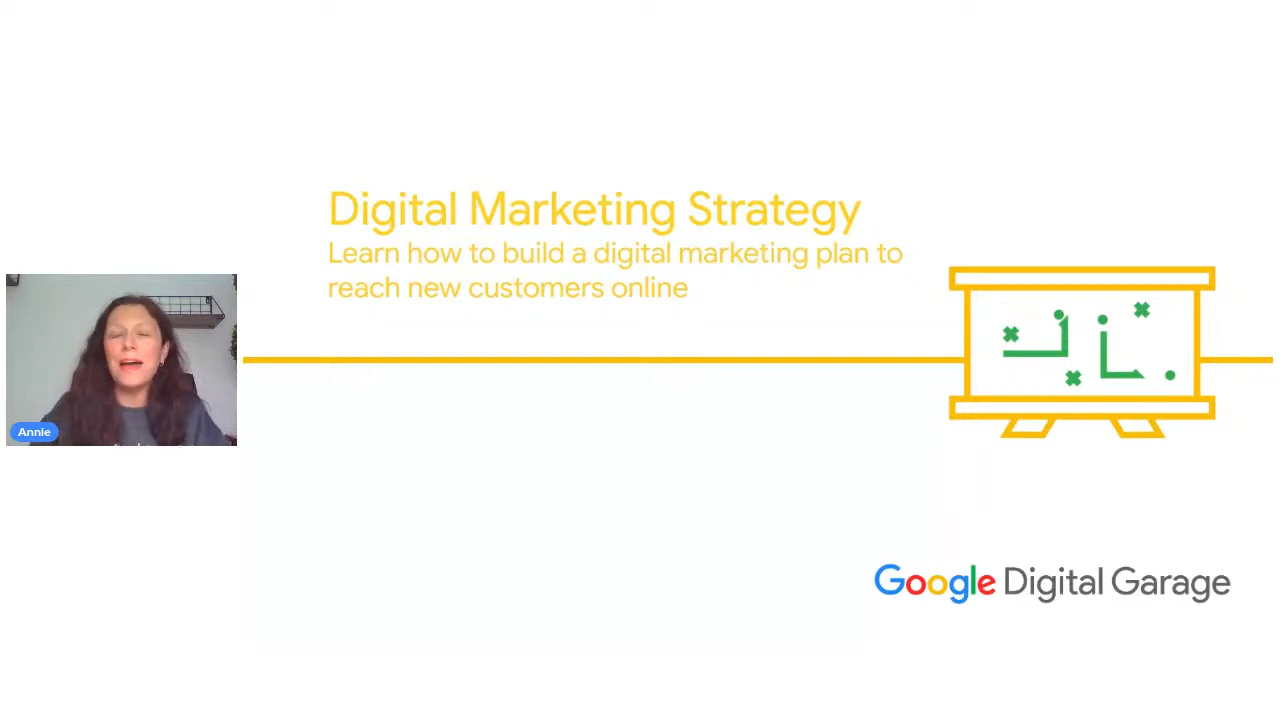 Digital Marketing Strategy
Learn how to build a digital marketing plan to
reach new customers online
Annie
Google Digital Garage